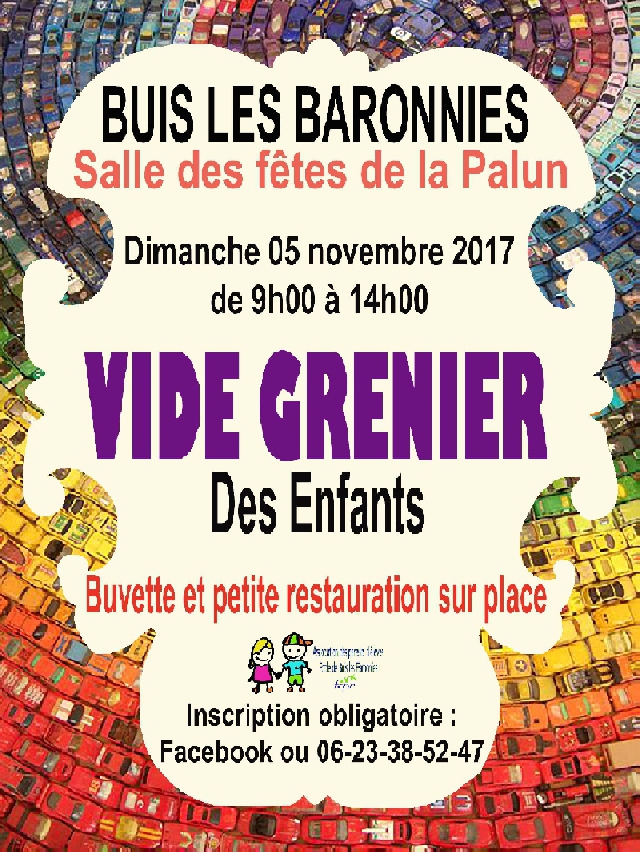 BUIS LES BARONNIES
Salle des fêtes de la Palun
Dimanche 05 novembre 2017
de 9h00 à 14h00
VIDE GRENIER
Des Enfants
Buvette et petite restauration sur place
Inscription obligatoire :
Facebook ou 06-23-38-52-47